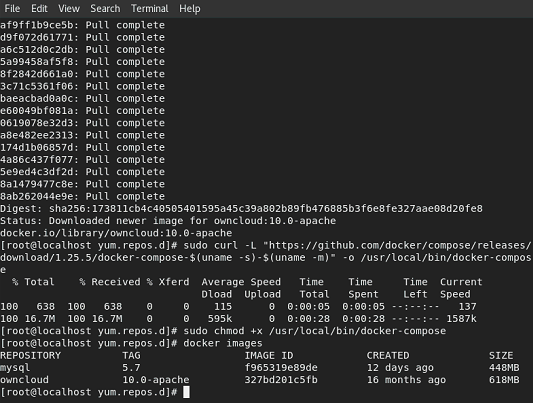 File Edit View Search Terminal Help
af9ff1b9ce5b: Pull complete
d9f072d61771: Pull complete
a6c512d0c2db: Pull complete
5a99458af5f8: Pull complete
8f2842d661a0: Pull complete
3c71c5361f06: Pull complete
baeacbad0a0c: Pull complete
e60049bf081a: Pull complete
0619078e32d3: Pull complete
a8e482ee2313: Pull complete
174d1b06857d: Pull complete
4a86c437f077: Pull complete
5e9ed4c3df2d: Pull complete
8a1479477c8e: Pull complete
8ab262044e9e: Pull complete
Digest: sha256:173811cb4c40505401595a45c39a802b89fb476885b3f6e8fe327aae08d20fe8
Status: Downloaded newer image for owncloud:10.0-apache
docker.io/library/owncloud:10.0-apache
[root@localhost yum.repos.d]# sudo curl -L "https://github.com/docker/compose/releases/
download/1.25.5/docker-compose-$(uname -s)-$(uname -m)" -o /usr/local/bin/docker-compos
e
% Total % Received % Xferd Average Speed Time Time Time Current
Dload Upload Total Spent Left Speed
100 638 100 638 0 0 115 0 0:00:05 0:00:05 --:--:-- 137
100 16.7M 100 16.7M 0 0 595k 0 0:00:28 0:00:28 --:--:-- 1587k
[root@localhost yum.repos.d]# sudo chmod +x /usr/local/bin/docker-compose
[root@localhost yum.repos.d]# docker images
REPOSITORY TAG IMAGE ID CREATED SIZE
mysql 5.7 f965319e89de 12 days ago 448MB
owncloud 10.0-apache 327bd201c5fb 16 months ago 618MB
[root@localhost yum.repos.d]#